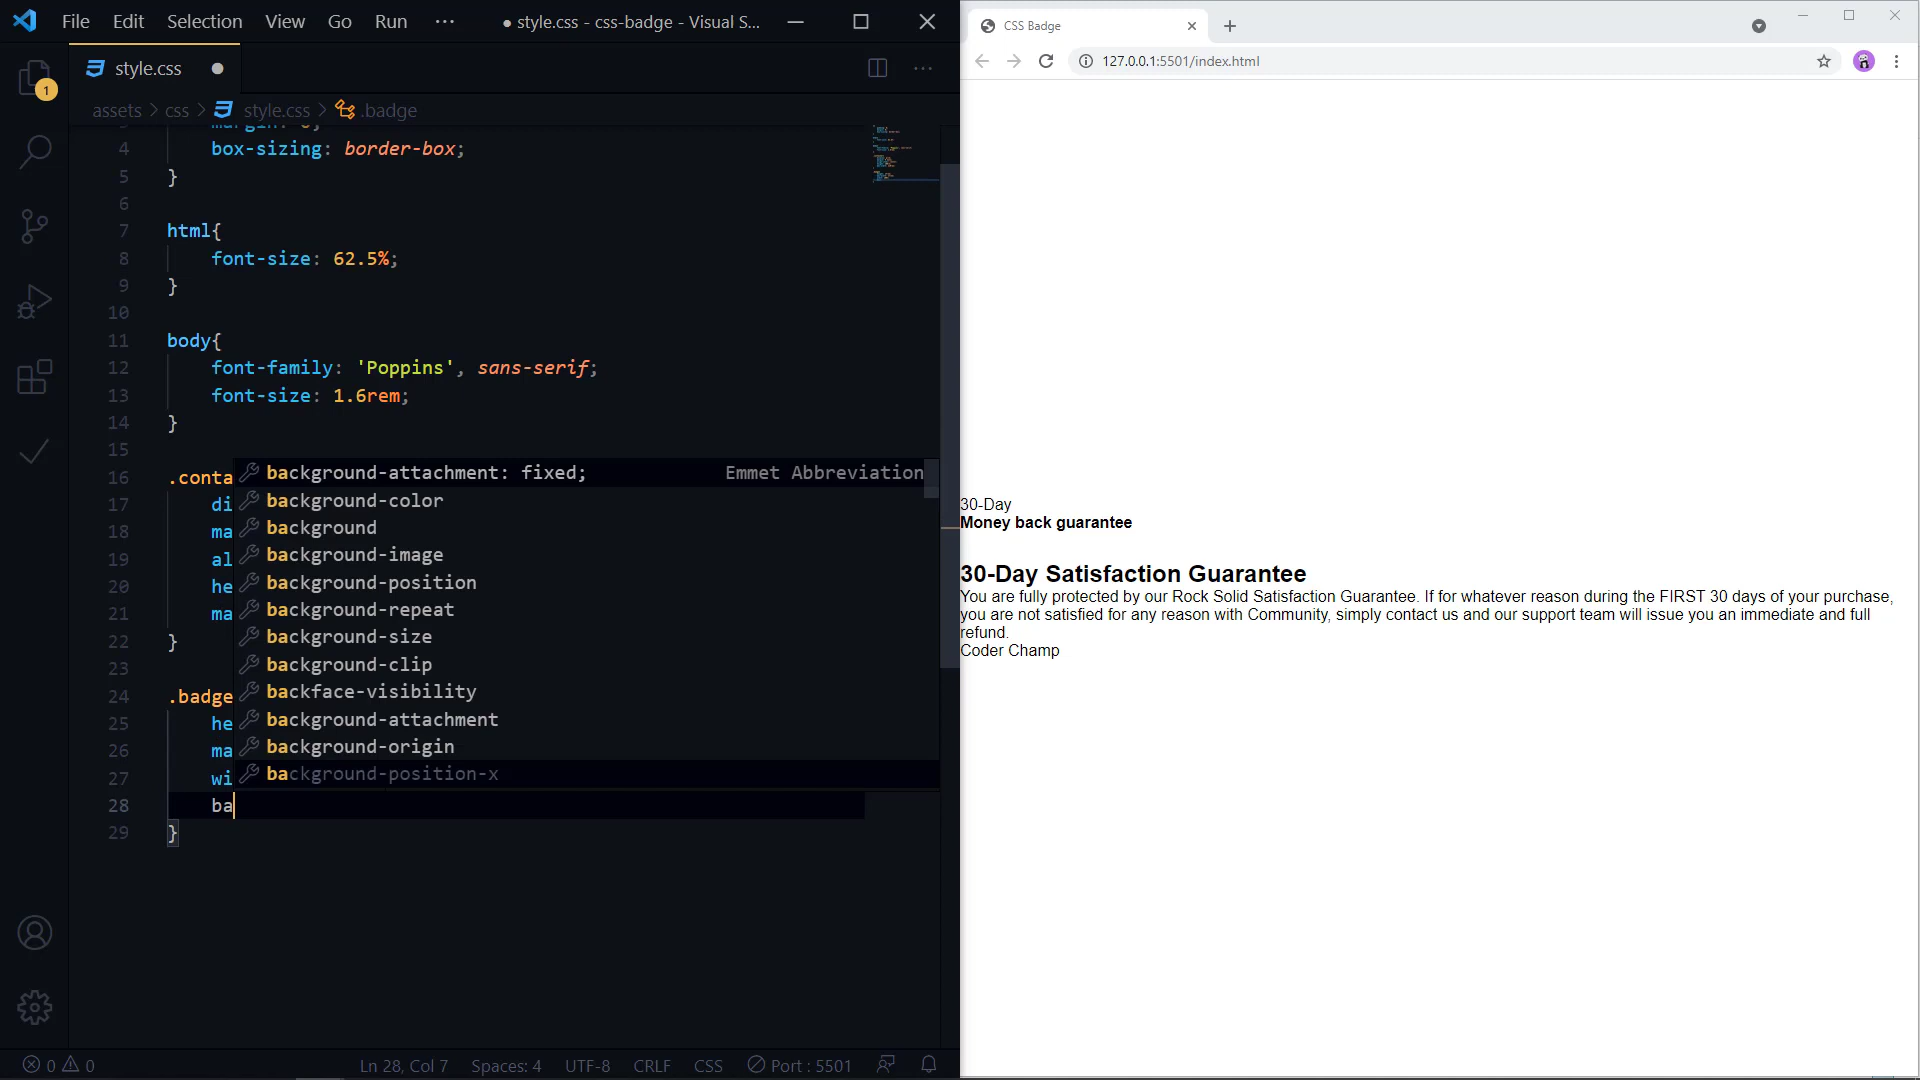 File Edit Selection View Go Run ··· ● style.css - css-badge - Visual S...
style.css ●
assets > css > style.css > .badge
4 box-sizing: border-box;
5 }
6
7 html{
8 font-size: 62.5%;
9 }
10
11 body{
12 font-family: 'Poppins', sans-serif;
13 font-size: 1.6rem;
14 }
15
16 .conta
17 di
18 ma
19 al
20 he
21 ma
22 }
23
24 .badge
25 he
26 ma
27 wi
28 ba
29 }
background-attachment: fixed; Emmet Abbreviation
background-color
background
background-image
background-position
background-repeat
background-size
background-clip
backface-visibility
background-attachment
background-origin
background-position-x
1
0 0 Ln 28, Col 7 Spaces: 4 UTF-8 CRLF CSS Port : 5501
CSS Badge
127.0.0.1:5501/index.html
30-Day
Money back guarantee
30-Day Satisfaction Guarantee
You are fully protected by our Rock Solid Satisfaction Guarantee. If for whatever reason during the FIRST 30 days of your purchase,
you are not satisfied for any reason with Community, simply contact us and our support team will issue you an immediate and full
refund.
Coder Champ